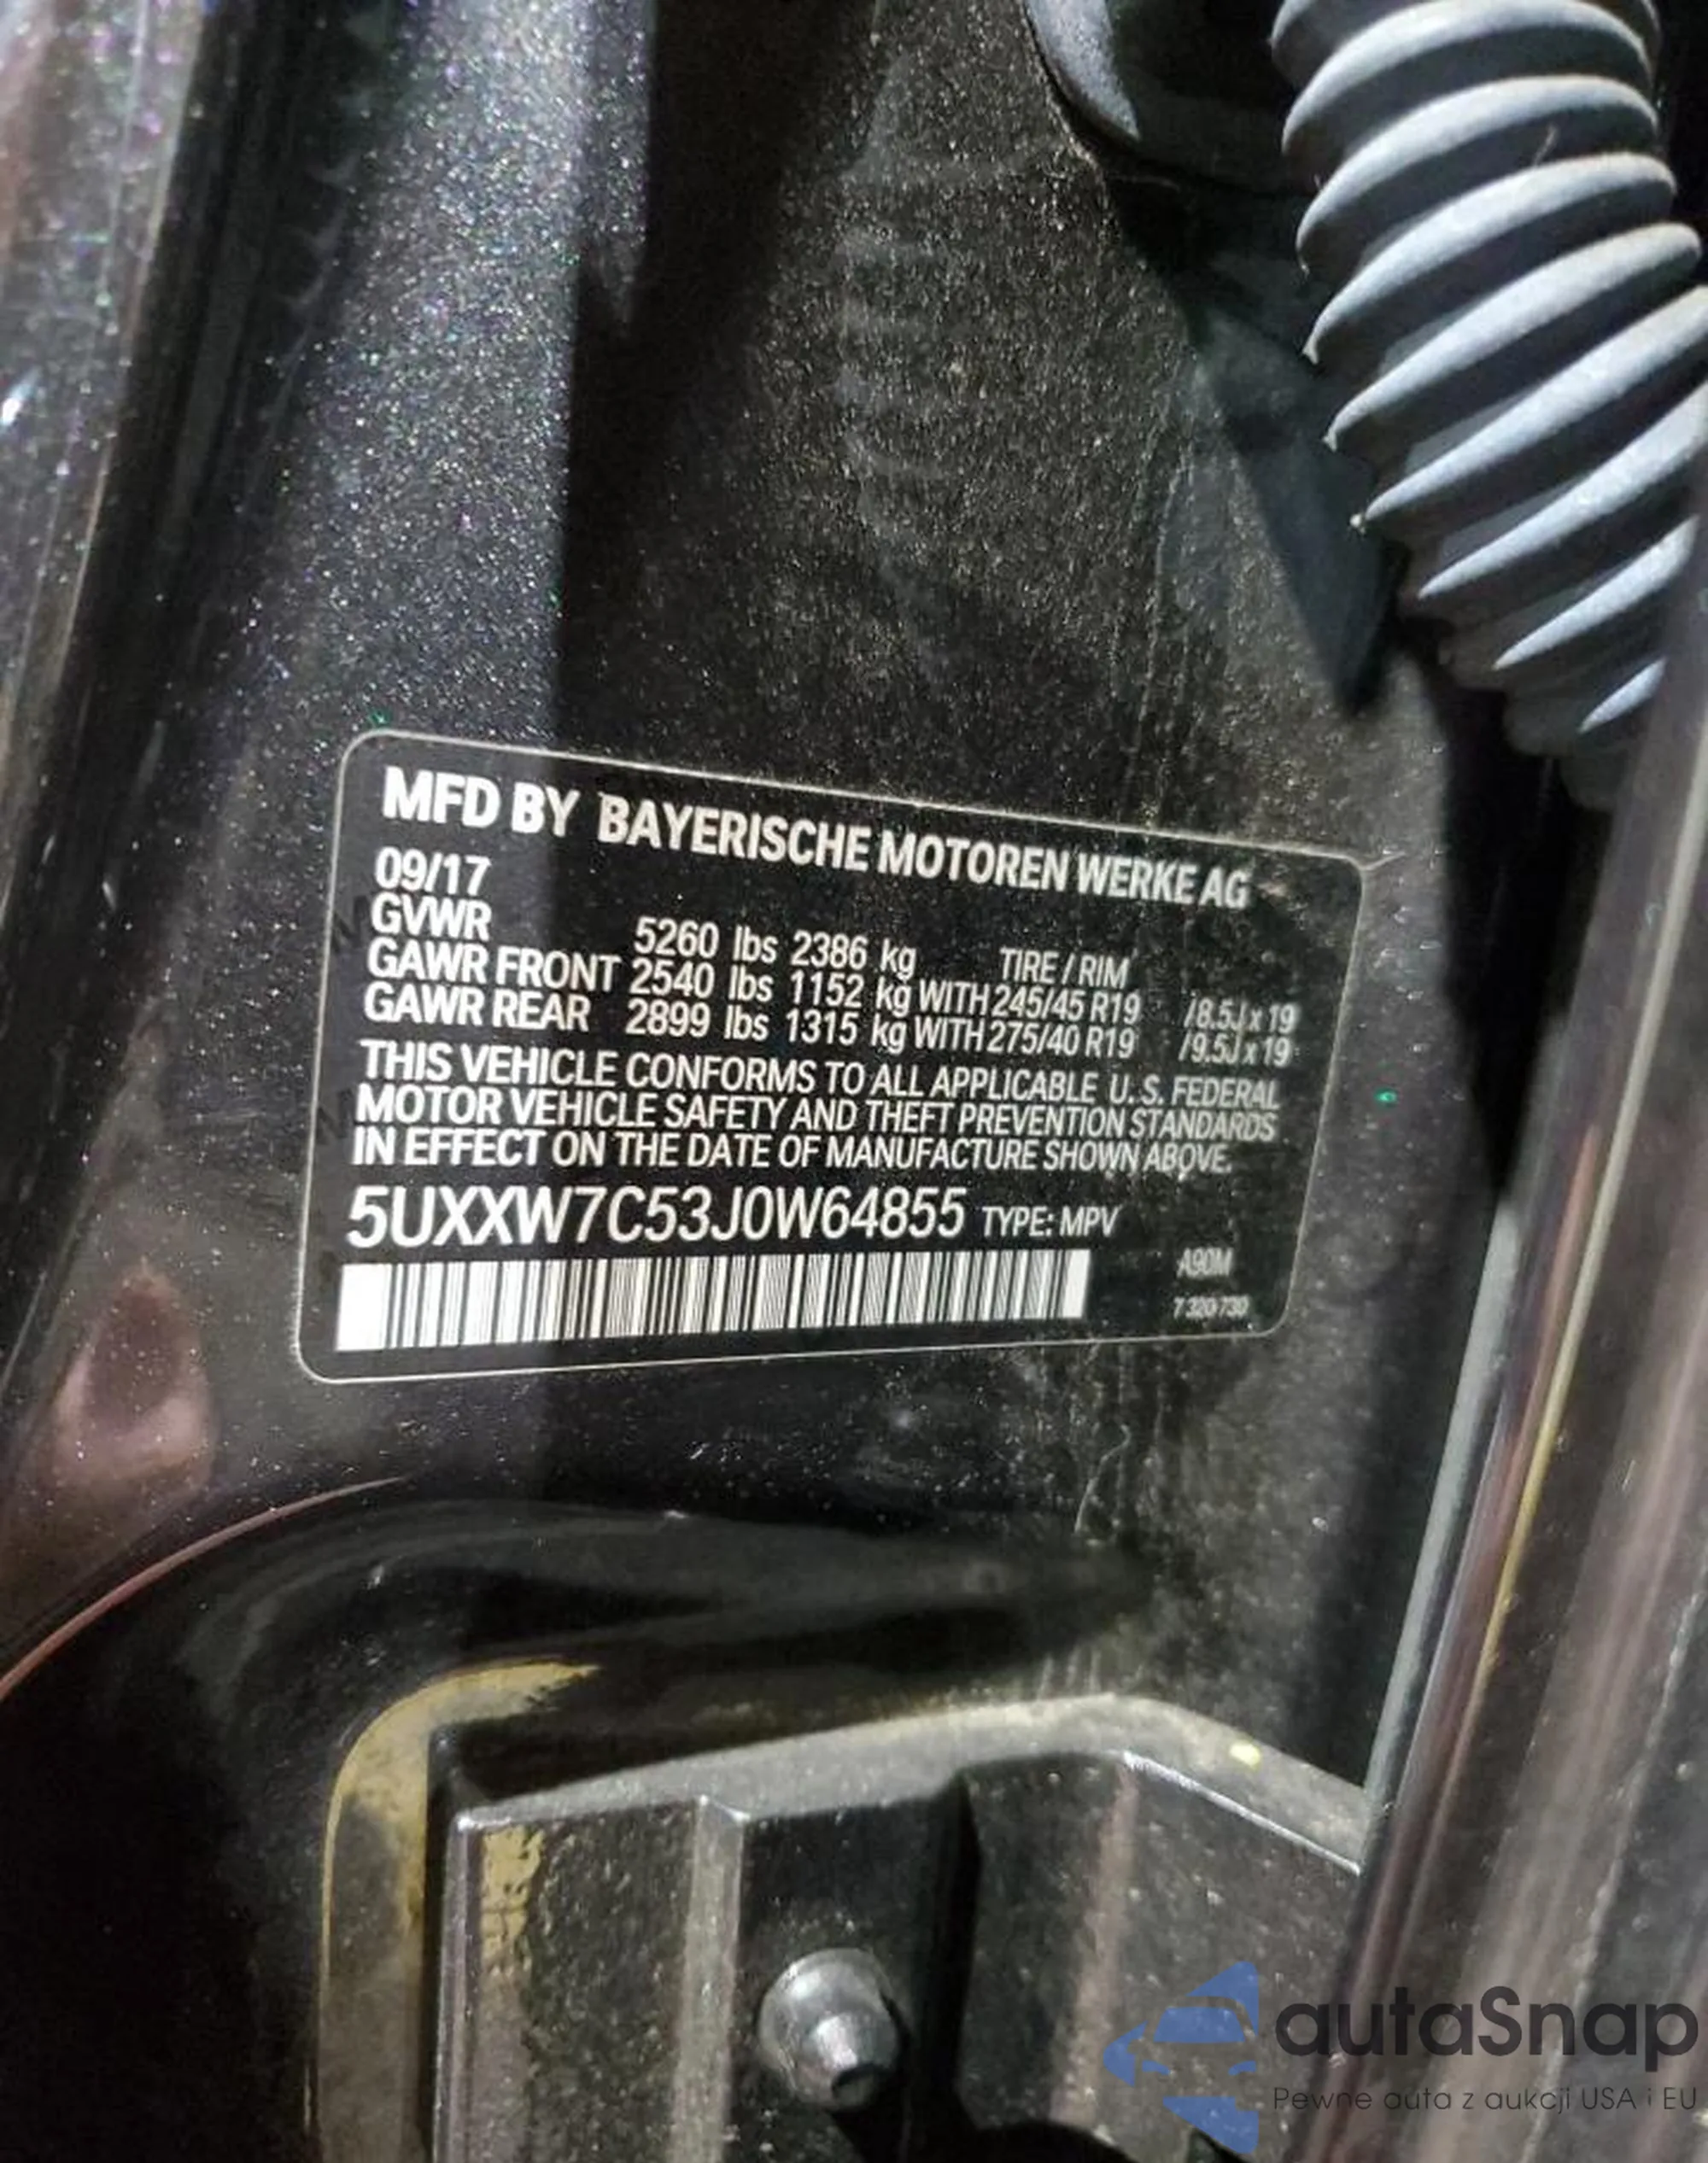 MFD BY BAYERISCHE MOTOREN WERKE AG
09/17
GVWR 5260 lbs 2386 kg TIRE / RIM
GAWR FRONT 2540 lbs 1152 kg WITH 245/45 R19 /8.5J x 19
GAWR REAR 2899 lbs 1315 kg WITH 275/40 R19 /9.5J x 19
THIS VEHICLE CONFORMS TO ALL APPLICABLE U.S. FEDERAL
MOTOR VEHICLE SAFETY AND THEFT PREVENTION STANDARDS
IN EFFECT ON THE DATE OF MANUFACTURE SHOWN ABOVE.
5UXXW7C53J0W64855 TYPE: MPV
A90M
7 320 730
autaSnap
Pewne auta z aukcji USA i EU